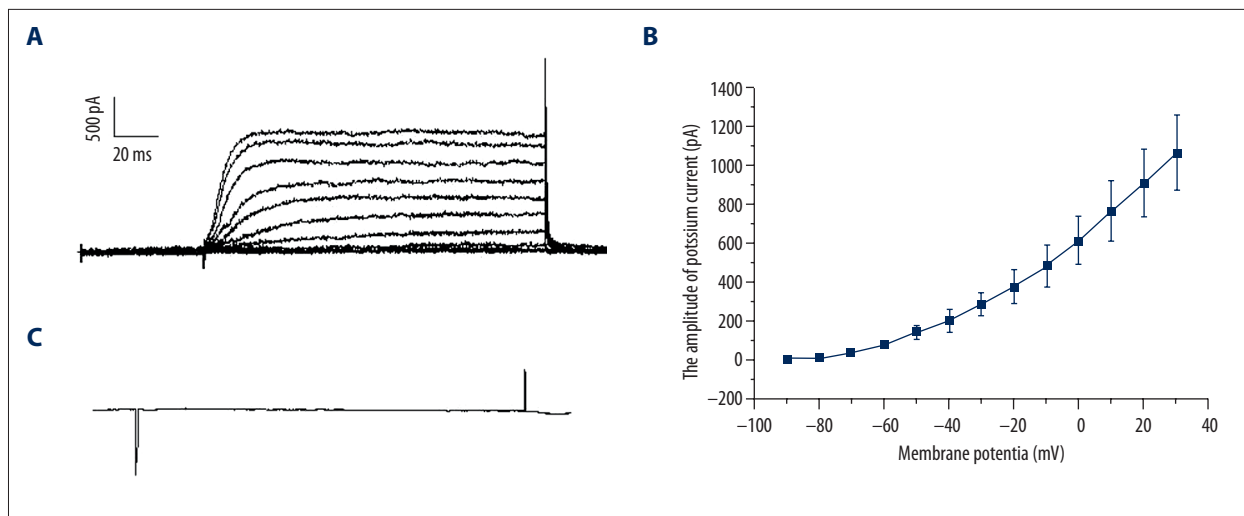 A
500 pA
20 ms
C
B
The amplitude of potssium current (pA)
1400
1200
1000
800
600
400
200
0
−200
−100
−80
−60
−40
−20
0
20
40
Membrane potentia (mV)